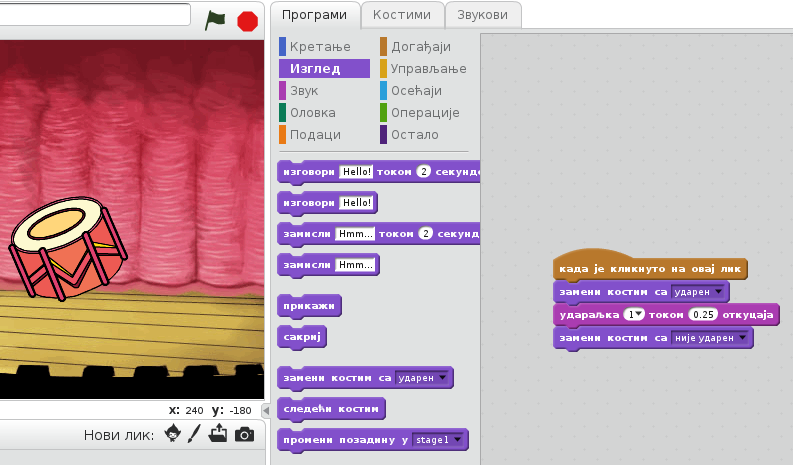 Програми Костими Звукови
Кретање Догађаји
Изглед Управљање
Звук Осећаји
Оловка Операције
Подаци Остало
изговори Hello! током 2 секунд
изговори Hello!
замисли Hmm... током 2 секунд
замисли Hmm...
прикажи
сакриј
замени костим са ударен
следећи костим
промени позадину у stage1
када је кликнуто на овај лик
замени костим са ударен
удараљка 1 током 0.25 откуцаја
замени костим са није ударен
x: 240 y: -180
Нови лик: